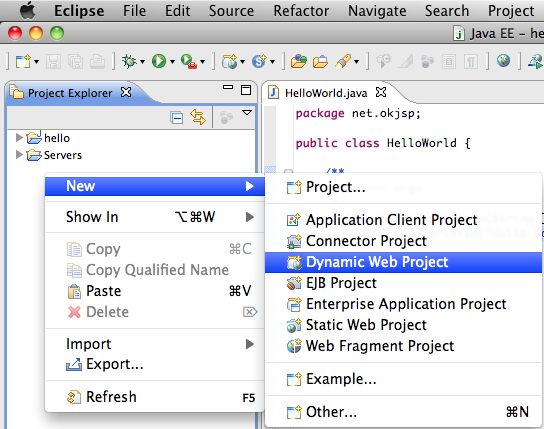 Eclipse File Edit Source Refactor Navigate Search Project
Java EE - he
Project Explorer
HelloWorld.java
package net.okjsp;
hello
public class HelloWorld {
Servers
/**
New
Project...
Show In ⌥⌘W
Application Client Project
Connector Project
Copy ⌘C
Dynamic Web Project
Copy Qualified Name
EJB Project
Paste ⌘V
Enterprise Application Project
Delete ⌦
Static Web Project
Import
Web Fragment Project
Export...
Example...
Refresh F5
Other... ⌘N